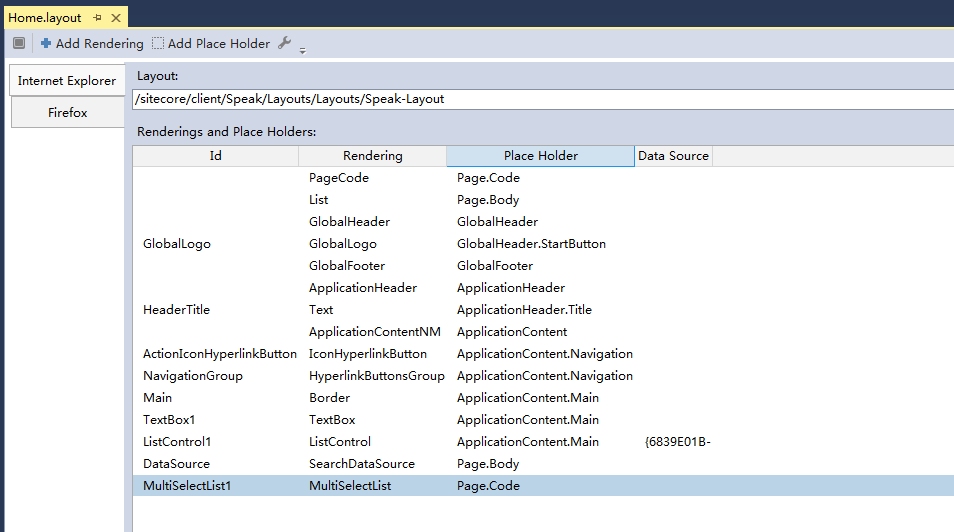 Home.layout
Add Rendering Add Place Holder
Internet Explorer
Firefox
Layout:
/sitecore/client/Speak/Layouts/Layouts/Speak-Layout
Renderings and Place Holders:
Id Rendering Place Holder Data Source
PageCode Page.Code
List Page.Body
GlobalHeader GlobalHeader
GlobalLogo GlobalLogo GlobalHeader.StartButton
GlobalFooter GlobalFooter
ApplicationHeader ApplicationHeader
HeaderTitle Text ApplicationHeader.Title
ApplicationContentNM ApplicationContent
ActionIconHyperlinkButton IconHyperlinkButton ApplicationContent.Navigation
NavigationGroup HyperlinkButtonsGroup ApplicationContent.Navigation
Main Border ApplicationContent.Main
TextBox1 TextBox ApplicationContent.Main
ListControl1 ListControl ApplicationContent.Main {6839E01B-
DataSource SearchDataSource Page.Body
MultiSelectList1 MultiSelectList Page.Code